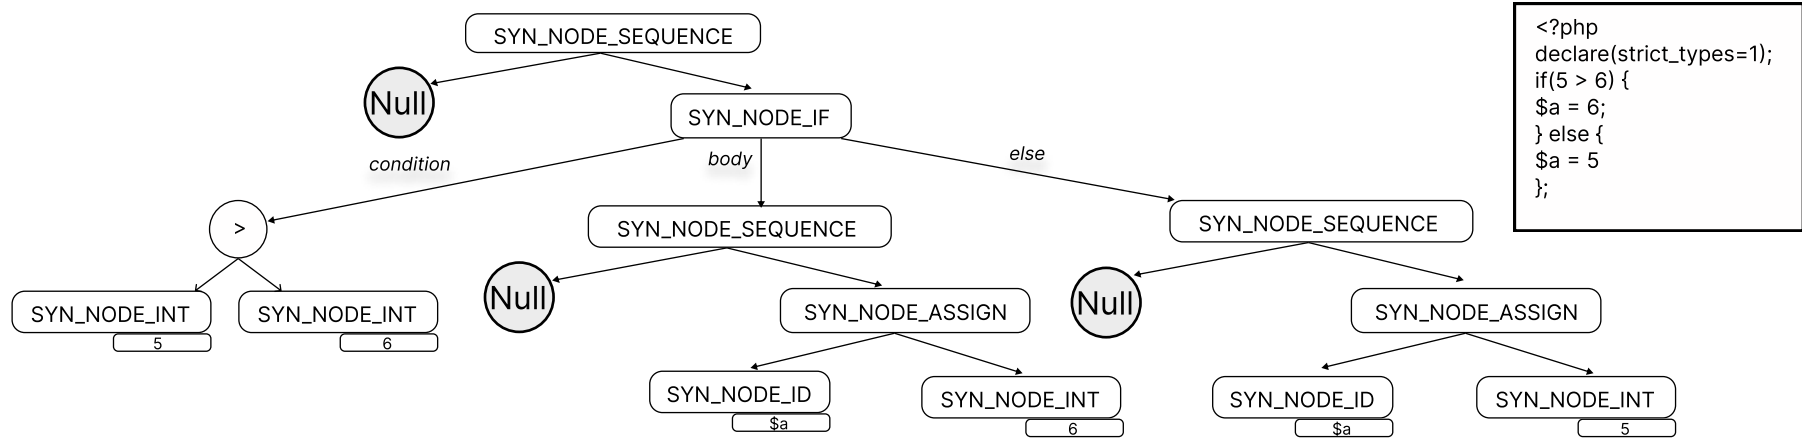 SYN_NODE_SEQUENCE
Null
SYN_NODE_IF
condition
body
else
>
SYN_NODE_SEQUENCE
SYN_NODE_SEQUENCE
SYN_NODE_INT
5
SYN_NODE_INT
6
Null
SYN_NODE_ASSIGN
Null
SYN_NODE_ASSIGN
SYN_NODE_ID
$a
SYN_NODE_INT
6
SYN_NODE_ID
$a
SYN_NODE_INT
5
<?php
declare(strict_types=1);
if(5 > 6) {
$a = 6;
} else {
$a = 5
};